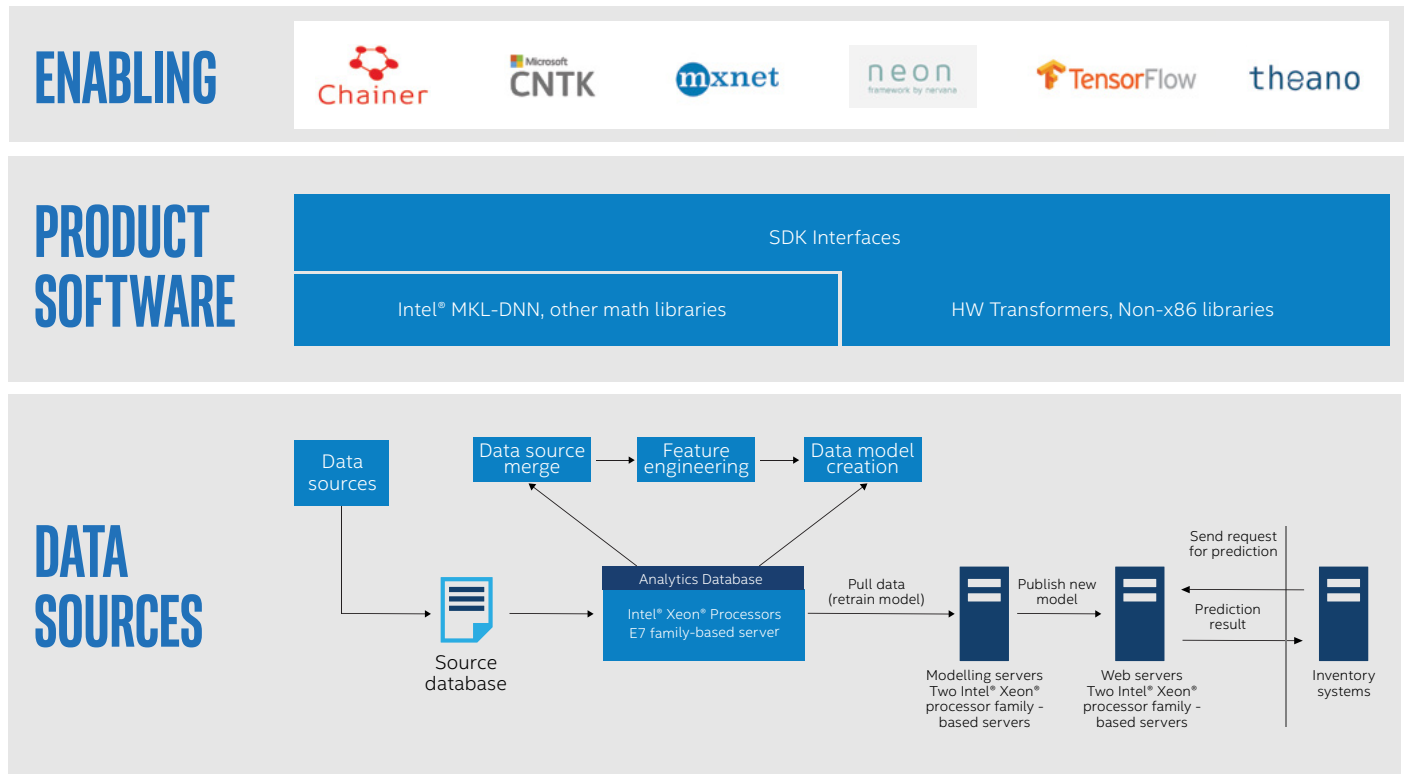 ENABLING
Chainer
Microsoft
CNTK
mxnet
neon
framework by nervana
TensorFlow
theano
PRODUCT
SOFTWARE
SDK Interfaces
Intel® MKL-DNN, other math libraries
HW Transformers, Non-x86 libraries
DATA
SOURCES
Data
sources
Data source
merge
Feature
engineering
Data model
creation
Source
database
Analytics Database
Intel® Xeon® Processors
E7 family-based server
Pull data
(retrain model)
Modelling servers
Two Intel® Xeon®
processor family -
based servers
Publish new
model
Web servers
Two Intel® Xeon®
processor family -
based servers
Send request
for prediction
Prediction
result
Inventory
systems